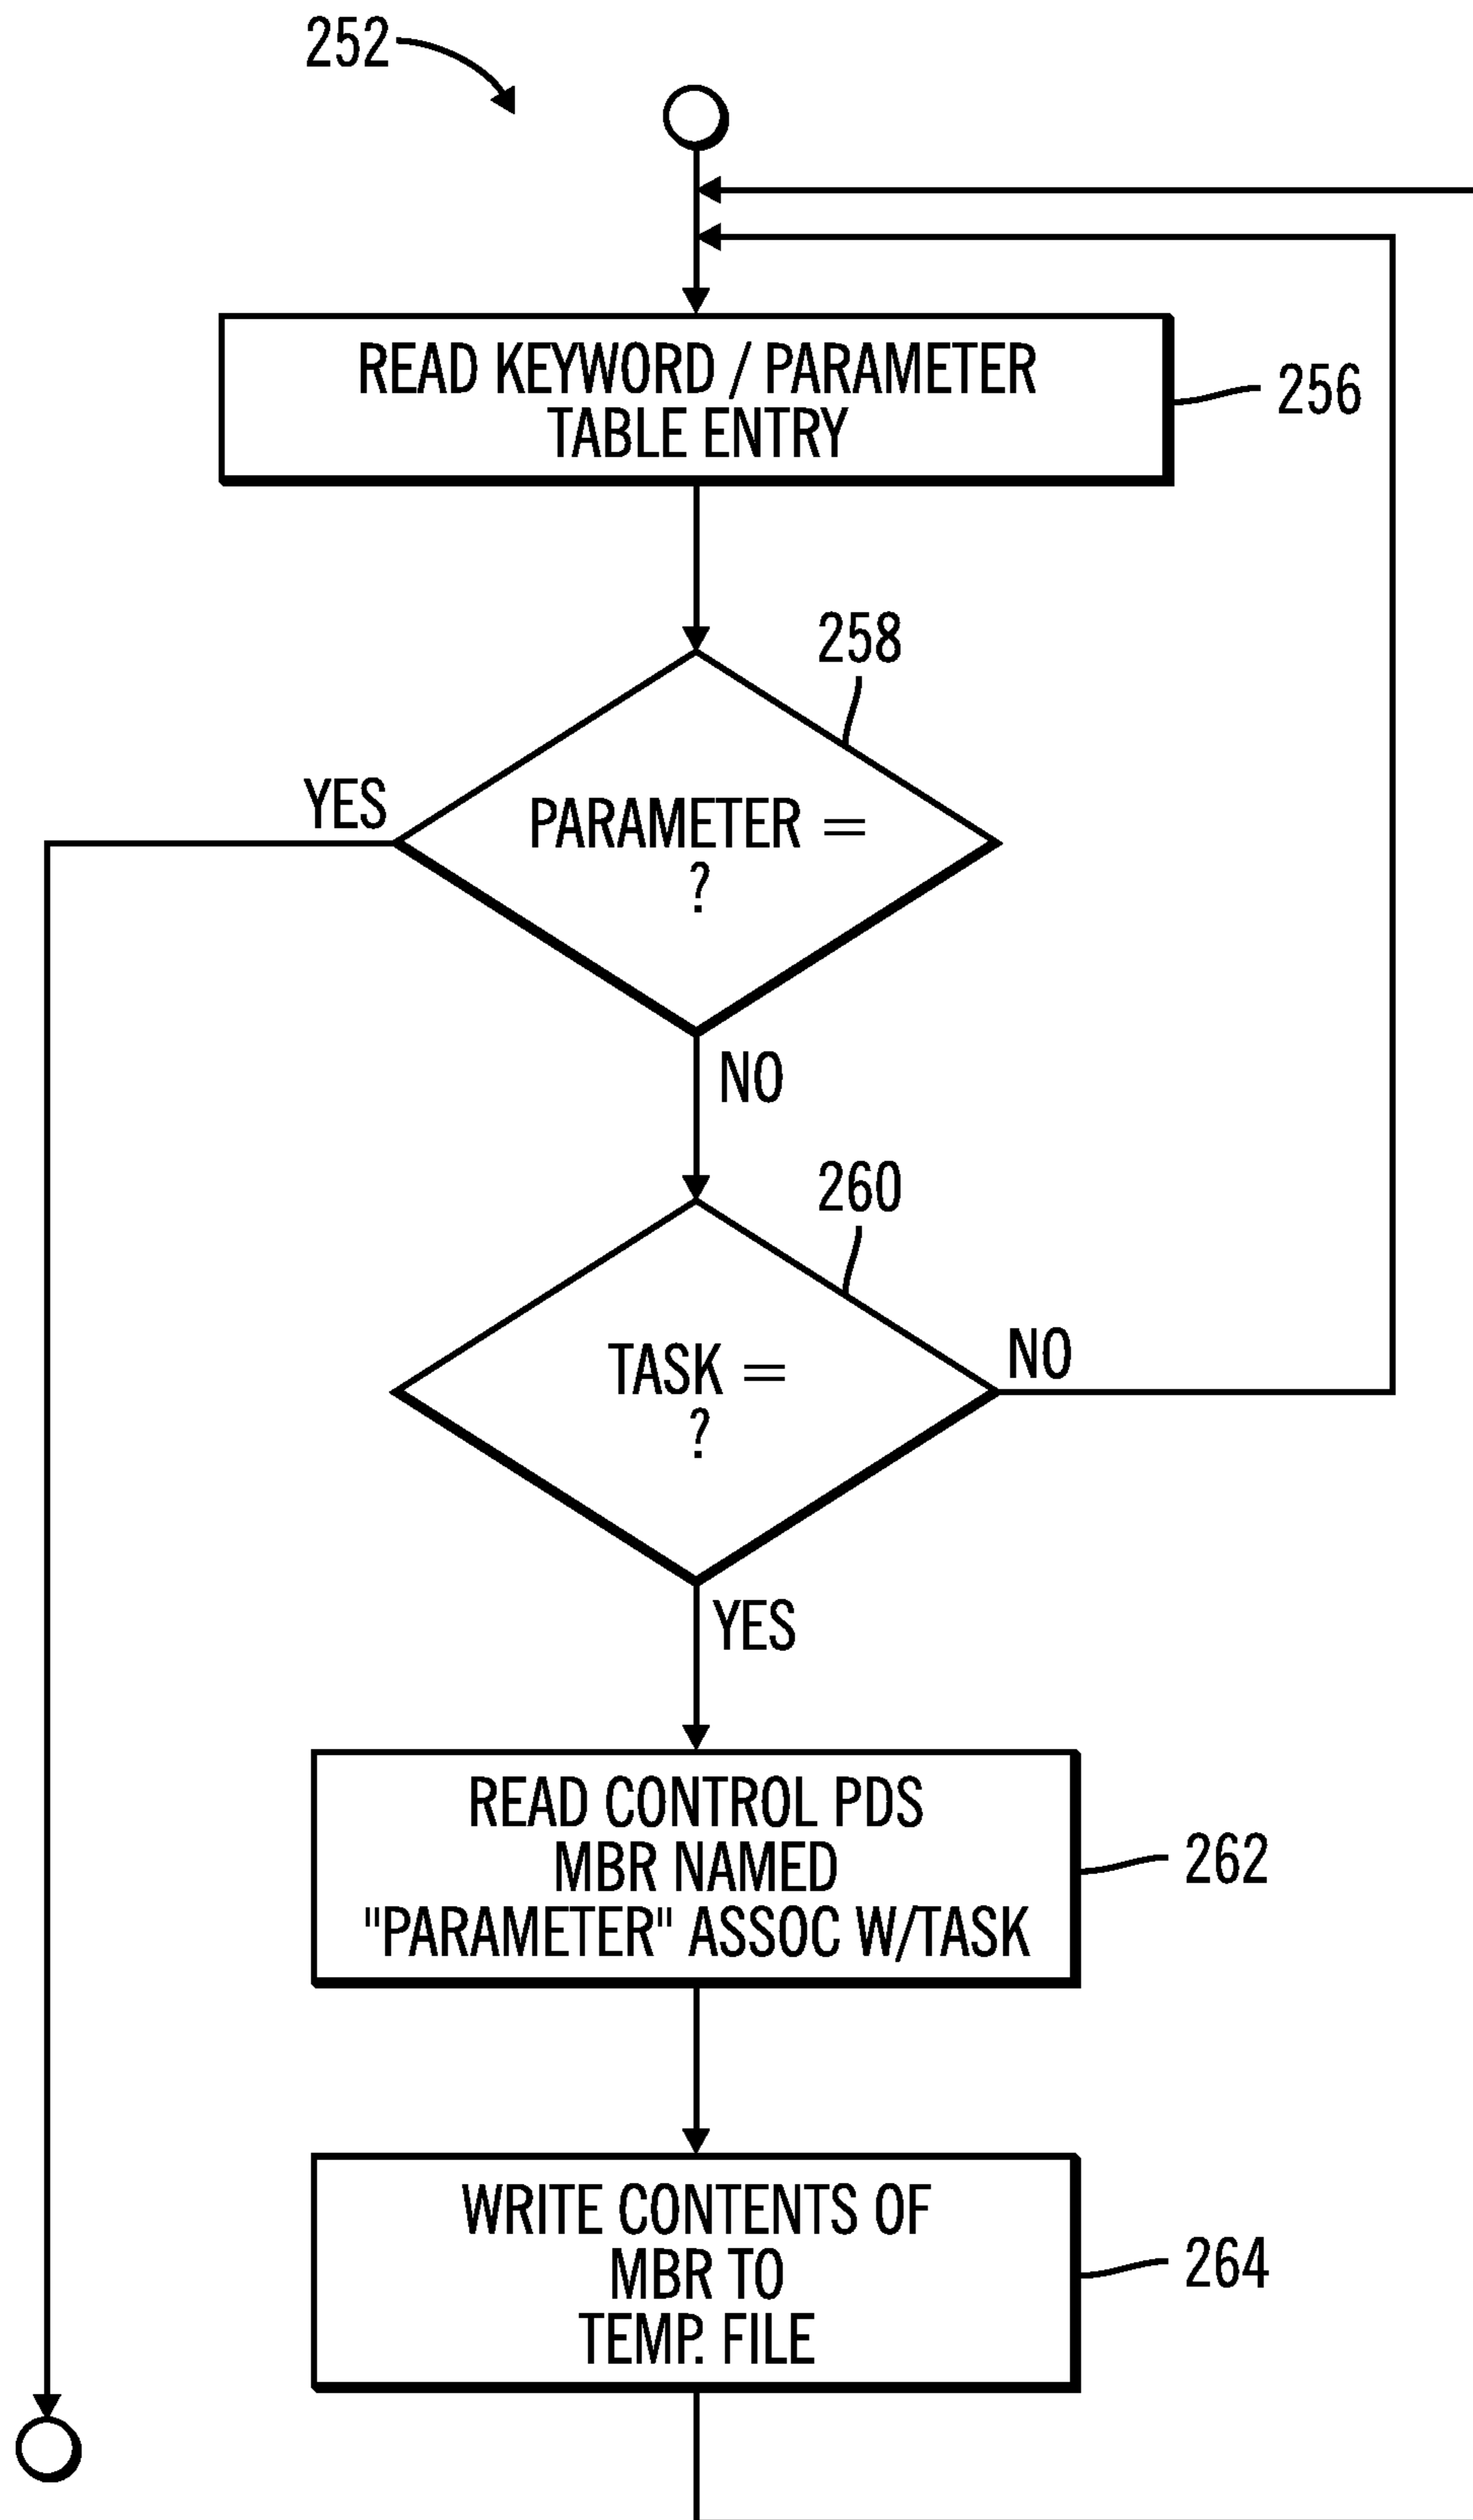 252
READ KEYWORD / PARAMETER
TABLE ENTRY
256
258
YES
PARAMETER =
?
NO
260
TASK =
?
NO
YES
READ CONTROL PDS
MBR NAMED
"PARAMETER" ASSOC W/TASK
262
WRITE CONTENTS OF
MBR TO
TEMP. FILE
264